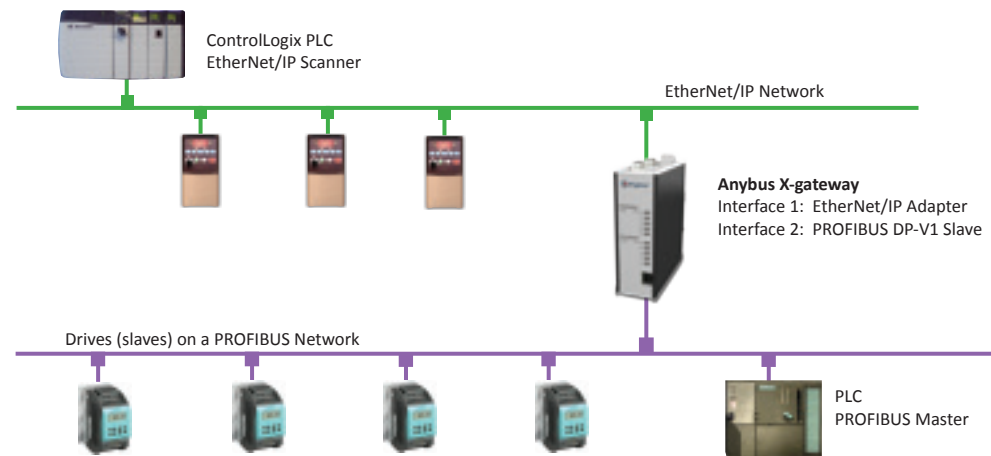 ControlLogix PLC
EtherNet/IP Scanner
EtherNet/IP Network
Anybus X-gateway
Interface 1: EtherNet/IP Adapter
Interface 2: PROFIBUS DP-V1 Slave
Drives (slaves) on a PROFIBUS Network
PLC
PROFIBUS Master